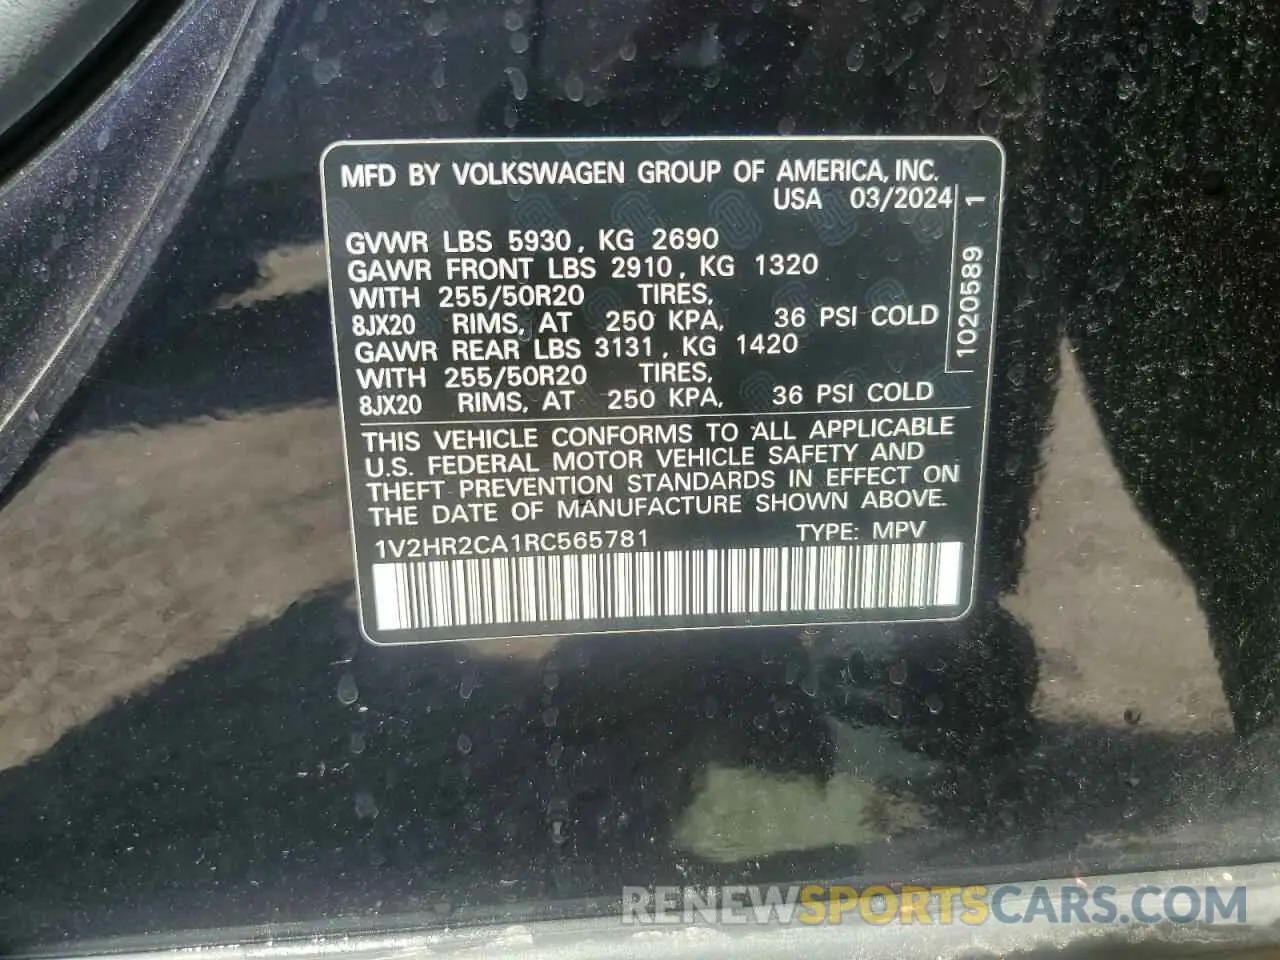 MFD BY VOLKSWAGEN GROUP OF AMERICA, INC.
USA 03/2024
GVWR LBS 5930, KG 2690
GAWR FRONT LBS 2910, KG 1320
WITH 255/50R20 TIRES,
8JX20 RIMS, AT 250 KPA, 36 PSI COLD
GAWR REAR LBS 3131, KG 1420
WITH 255/50R20 TIRES,
8JX20 RIMS, AT 250 KPA, 36 PSI COLD
1020589 1
THIS VEHICLE CONFORMS TO ALL APPLICABLE
U.S. FEDERAL MOTOR VEHICLE SAFETY AND
THEFT PREVENTION STANDARDS IN EFFECT ON
THE DATE OF MANUFACTURE SHOWN ABOVE.
1V2HR2CA1RC565781 TYPE: MPV
RENEWSPORTSCARS.COM